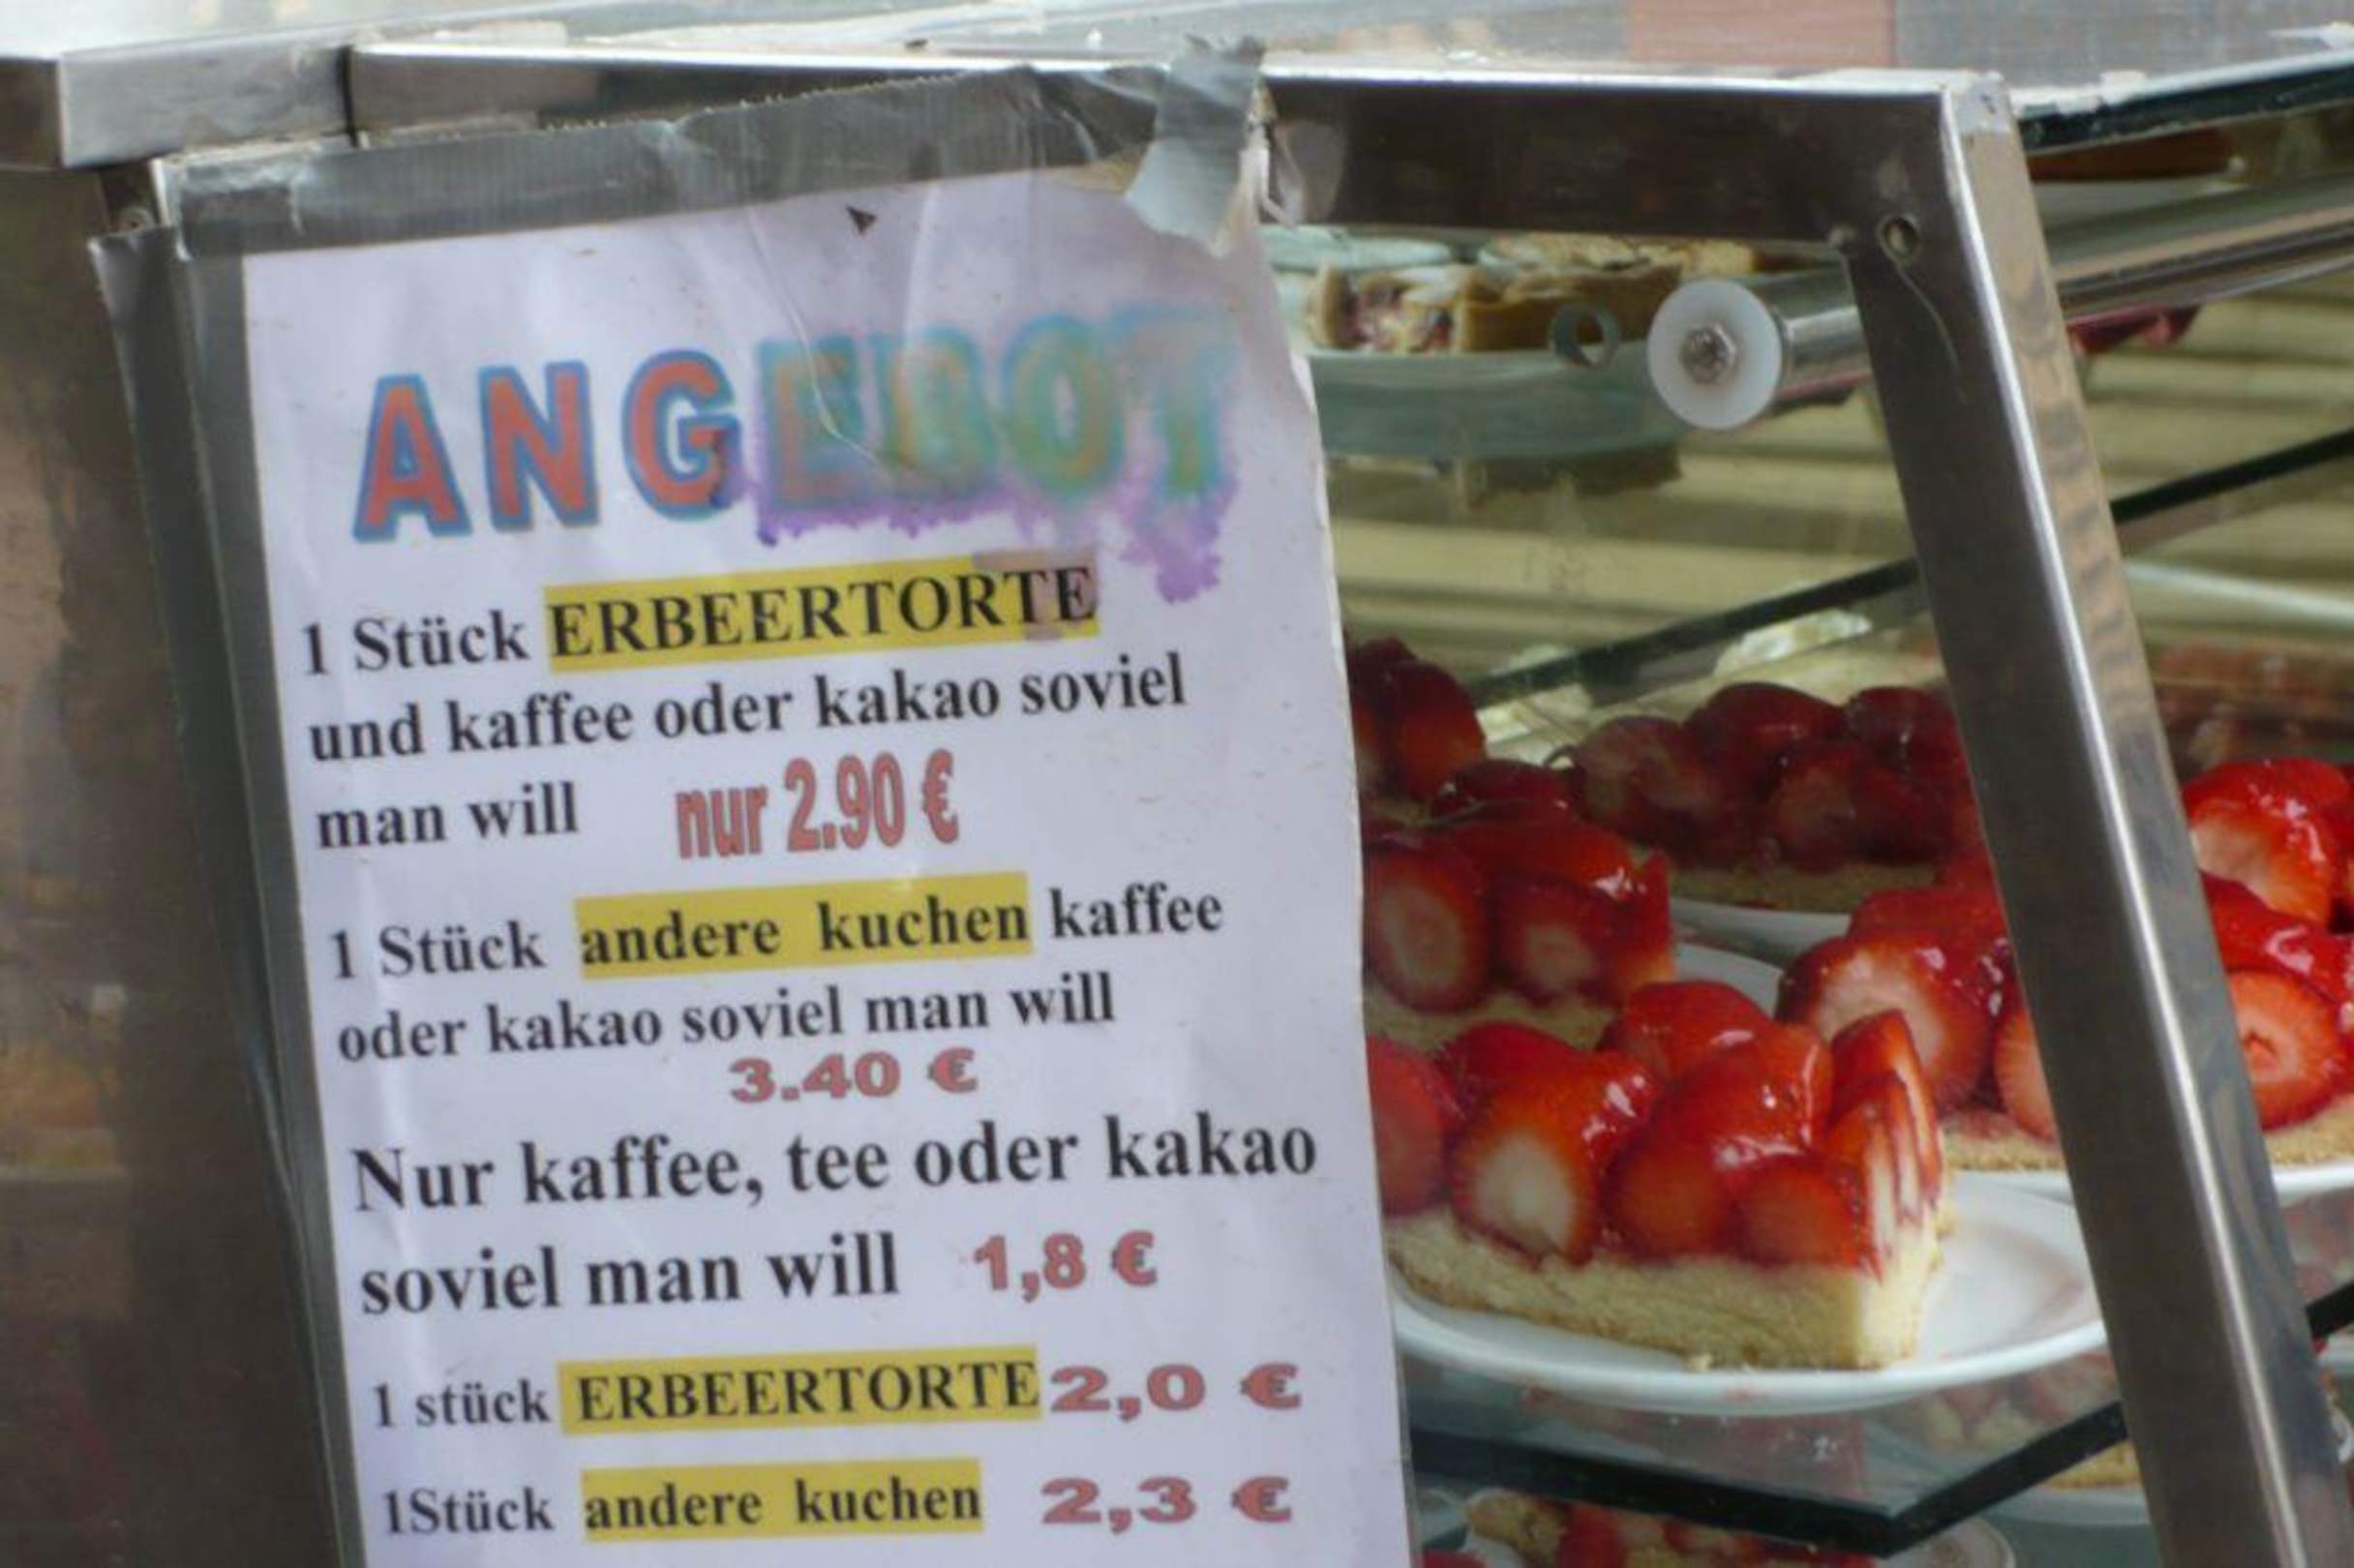 ANGEBOT
1 Stück ERBEERTORTE
und kaffee oder kakao soviel
man will nur 2.90 €
1 Stück andere kuchen kaffee
oder kakao soviel man will
3.40 €
Nur kaffee, tee oder kakao
soviel man will 1,8 €
1 stück ERBEERTORTE 2,0 €
1Stück andere kuchen 2,3 €